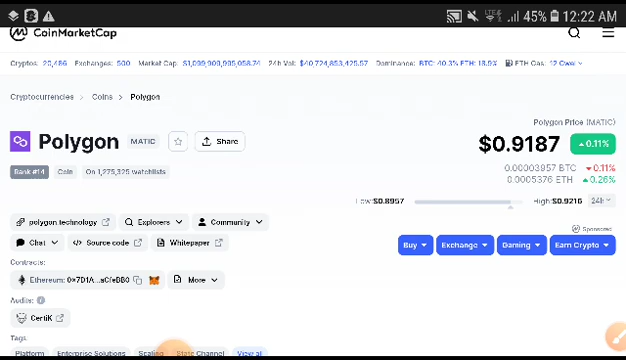 45% 12:22 AM
CoinMarketCap
Cryptos: 20,486 Exchanges: 500 Market Cap: $1,099,909,995,058.74 24h Vol: $40,724,853,425.57 Dominance: BTC: 40.3% ETH: 18.9% ETH Gas: 12 Gwei
Cryptocurrencies > Coins > Polygon
Polygon Price (MATIC)
Polygon MATIC Share
$0.9187 0.11%
0.00003957 BTC 0.11%
0.0005376 ETH 0.26%
Rank #14 Coin On 1,275,325 watchlists
Low: $0.8957 High: $0.9216 24h
polygon.technology Explorers Community
Sponsored
Chat Source code Whitepaper
Buy Exchange Gaming Earn Crypto
Contracts:
Ethereum: 0x7D1A...aCfeBB0 More
Audits:
CertiK
Tags
Platform Enterprise Solutions Scaling State Channel View all